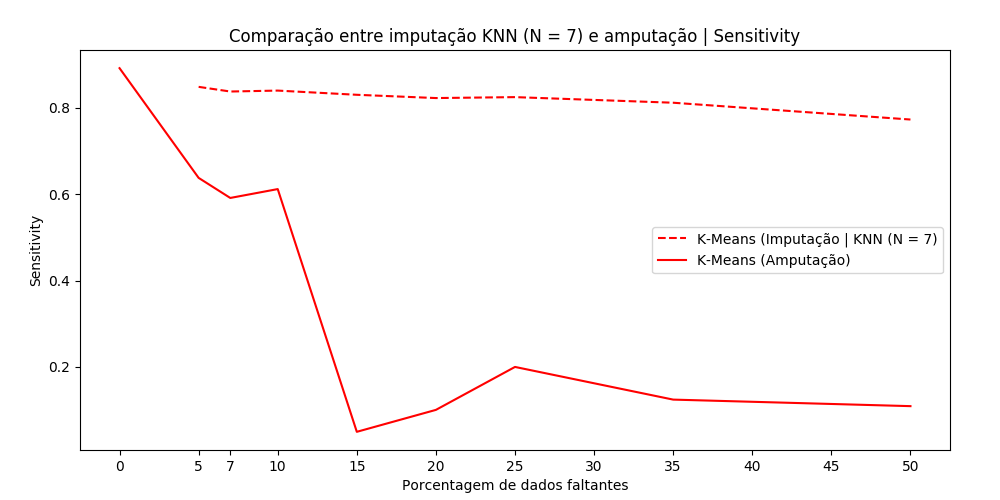 Comparação entre imputação KNN (N = 7) e amputação | Sensitivity
0.8
0.6
0.4
0.2
Sensitivity
K-Means (Imputação | KNN (N = 7)
K-Means (Amputação)
0 5 7 10 15 20 25 30 35 40 45 50
Porcentagem de dados faltantes